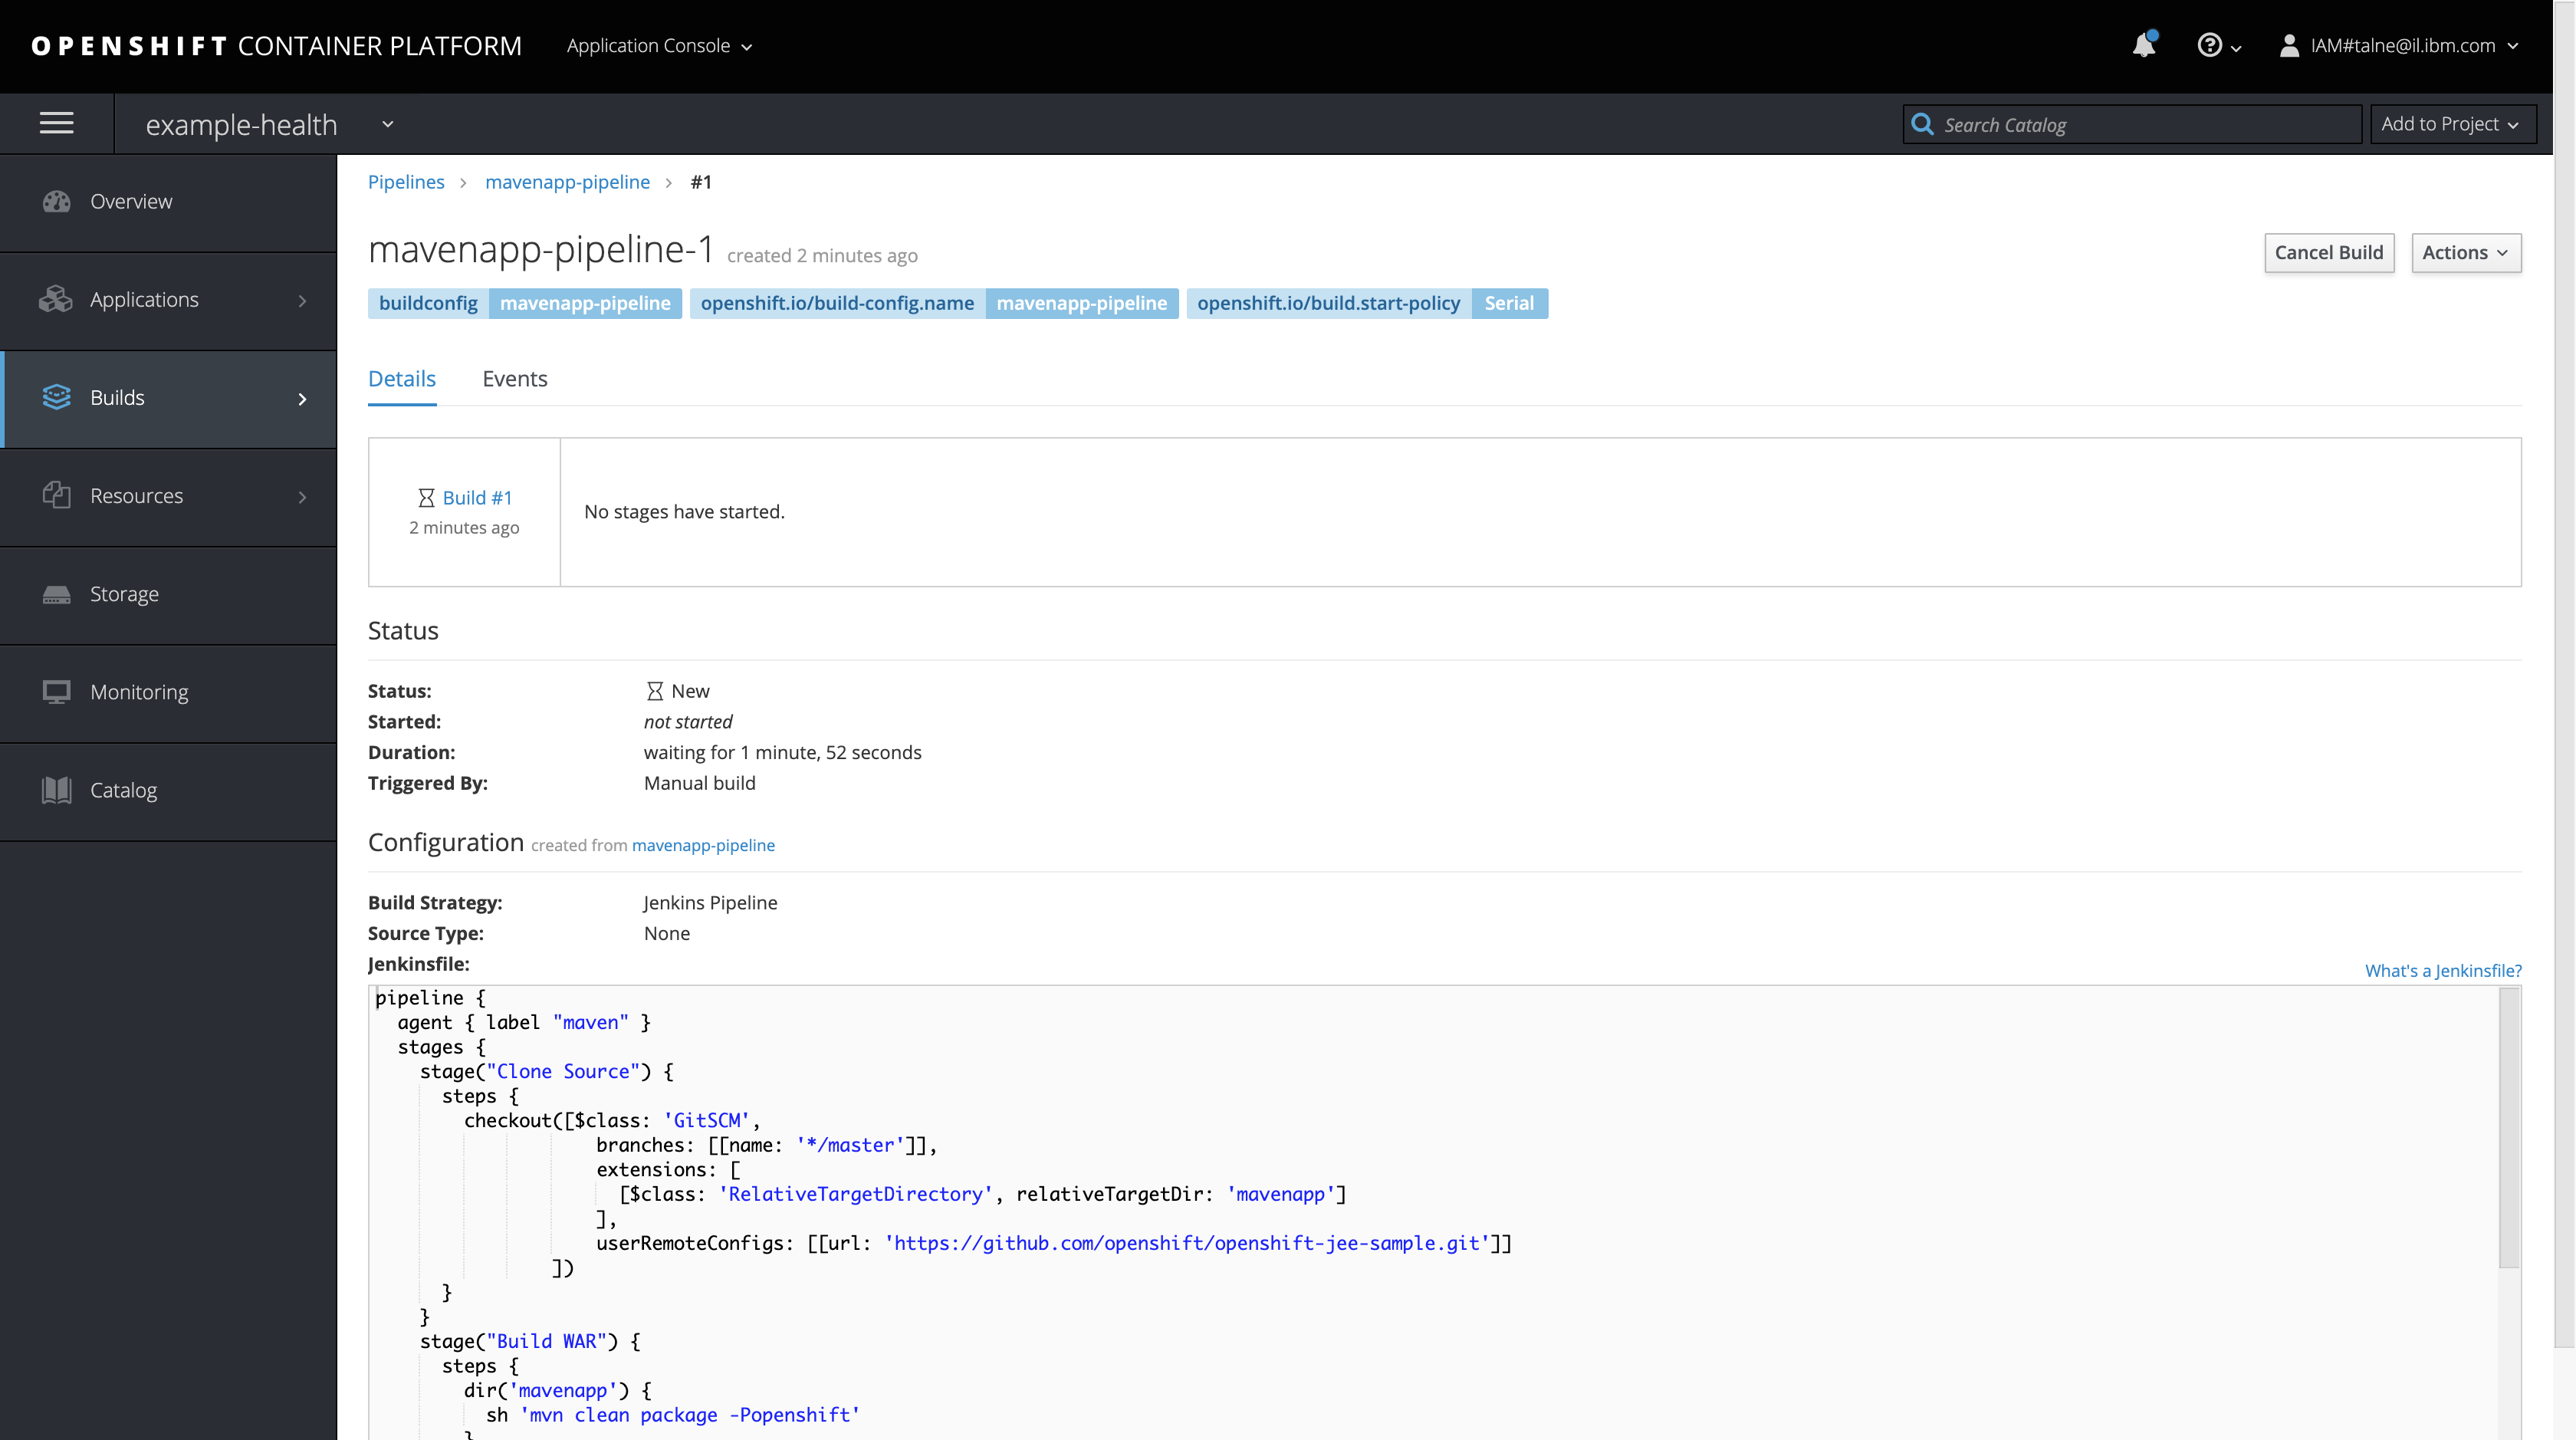 OPENSHIFT CONTAINER PLATFORM Application Console IAM#talne@il.ibm.com
example-health Search Catalog Add to Project
Overview
Applications
Builds
Resources
Storage
Monitoring
Catalog
Pipelines > mavenapp-pipeline > #1
mavenapp-pipeline-1 created 2 minutes ago Cancel Build Actions
buildconfig mavenapp-pipeline openshift.io/build-config.name mavenapp-pipeline openshift.io/build.start-policy Serial
Details Events
Build #1
2 minutes ago
No stages have started.
Status
Status: New
Started: not started
Duration: waiting for 1 minute, 52 seconds
Triggered By: Manual build
Configuration created from mavenapp-pipeline
Build Strategy: Jenkins Pipeline
Source Type: None
Jenkinsfile:
What's a Jenkinsfile?
pipeline {
  agent { label "maven" }
  stages {
    stage("Clone Source") {
      steps {
        checkout([$class: 'GitSCM',
                    branches: [[name: '*/master']],
                    extensions: [
                      [$class: 'RelativeTargetDirectory', relativeTargetDir: 'mavenapp']
                    ],
                    userRemoteConfigs: [[url: 'https://github.com/openshift/openshift-jee-sample.git']]
                ])
      }
    }
    stage("Build WAR") {
      steps {
        dir('mavenapp') {
          sh 'mvn clean package -Popenshift'
        }